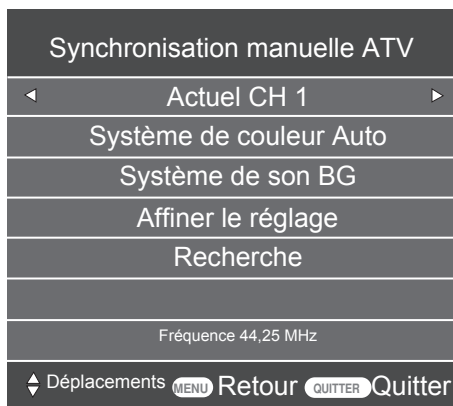 Synchronisation manuelle ATV
Actuel CH 1
Système de couleur Auto
Système de son BG
Affiner le réglage
Recherche
Fréquence 44,25 MHz
Déplacements MENU Retour QUITTER Quitter